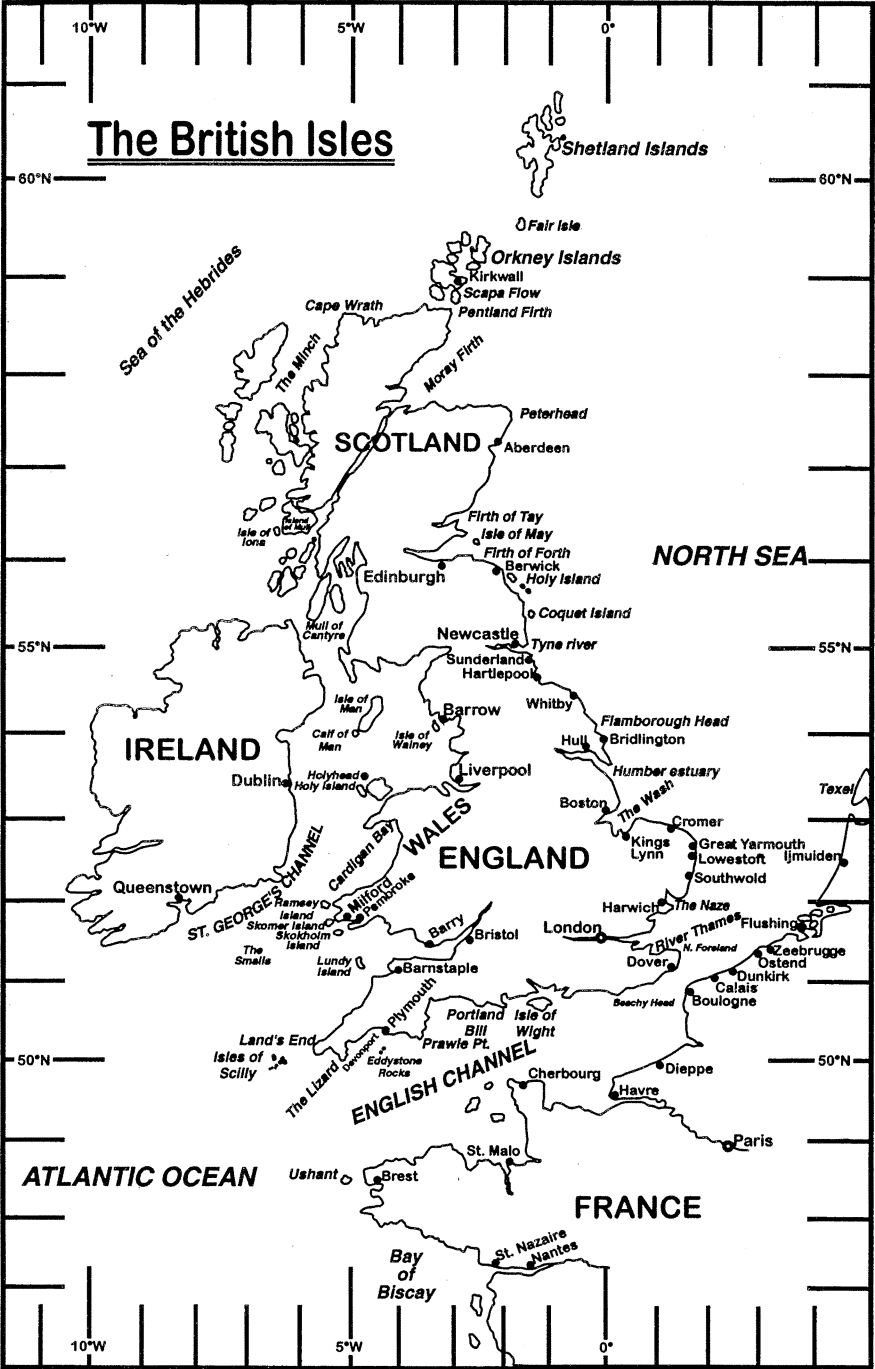 10°W
5°W
0°
The British Isles
Shetland Islands
60°N
60°N
Fair Isle
Orkney Islands
Kirkwall
Scapa Flow
Pentland Firth
Sea of the Hebrides
Cape Wrath
The Minch
Moray Firth
Peterhead
SCOTLAND
Aberdeen
Firth of Tay
Isle of May
Island
of Mull
Isle of
Iona
Firth of Forth
NORTH SEA
Berwick
Edinburgh
Holy Island
Coquet Island
Mull of
Cantyre
Newcastle
Tyne river
55°N
55°N
Sunderland
Hartlepool
Whitby
Isle of
Man
Barrow
Flamborough Head
Calf of
Man
Isle of
Walney
Hull
Bridlington
IRELAND
Liverpool
Humber estuary
Dublin
Holyhead
Holy Island
Texel
Boston
The Wash
Cromer
WALES
Kings
Lynn
Great Yarmouth
Lowestoft
Ijmuiden
Cardigan Bay
ENGLAND
Southwold
Queenstown
ST. GEORGE'S CHANNEL
Ramsey
Island
Milford
Pembroke
Harwich
The Naze
Skomer Island
Skokholm
Island
Barry
Bristol
London
River Thames
Flushing
The
Smalls
N. Foreland
Zeebrugge
Lundy
Island
Barnstaple
Dover
Ostend
Dunkirk
Calais
Boulogne
Beachy Head
Plymouth
Portland
Bill
Isle of
Wight
Land's End
Prawle Pt.
Isles of
Scilly
Devonport
Eddystone
Rocks
50°N
50°N
The Lizard
ENGLISH CHANNEL
Cherbourg
Dieppe
Havre
Paris
St. Malo
ATLANTIC OCEAN
Ushant
Brest
FRANCE
St. Nazaire
Nantes
Bay
of
Biscay
10°W
5°W
0°